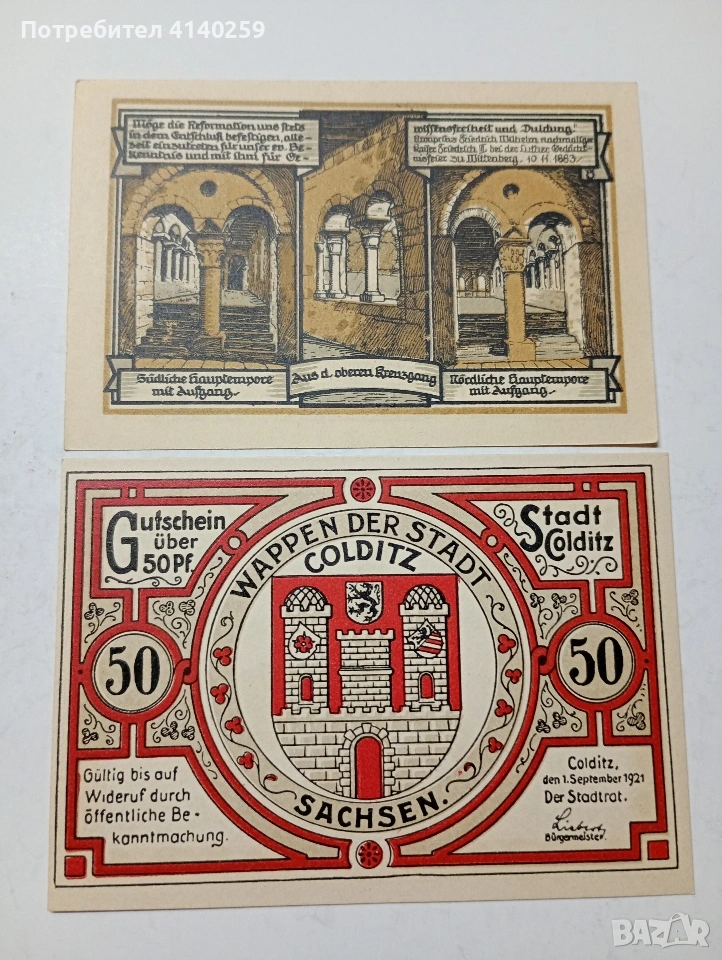 Потребител 4140259
Möge die Reformation uns stets
in dem Entschluß befestigen, alle-
zeit einzutreten für unser ev. Be-
kenntnis und mit ihm für Ge-
wissensfreiheit und Duldung!
Kronprinz Friedrich Wilhelm nachmaliger
Kaiser Friedrich III. bei der Luther Gedächt-
nisfeier zu Wittenberg. 10.11.1883.
Südliche Hauptempore
mit Aufgang.
Aus d. oberen Kreuzgang
Nördliche Hauptempore
mit Aufgang.
Gutschein
über
50 Pf.
WAPPEN DER STADT
COLDITZ
SACHSEN.
Stadt
Colditz
50
50
Gültig bis auf
Wideruf durch
öffentliche Be-
kanntmachung.
Colditz,
den 1. September 1921
Der Stadtrat.
Bürgermeister.
BAZAR